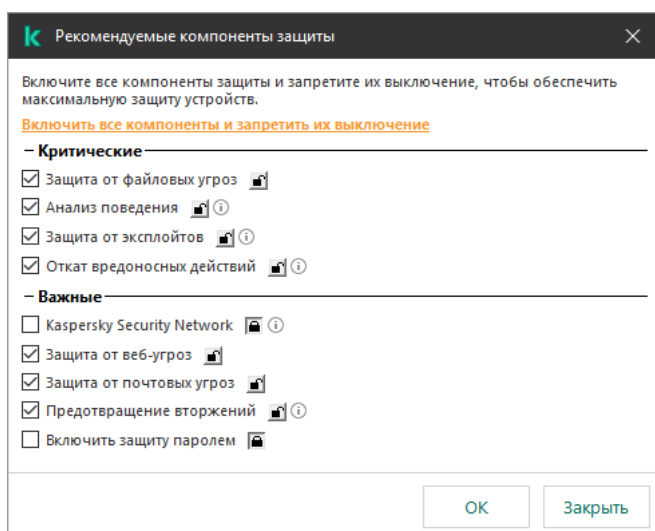 Рекомендуемые компоненты защиты
Включите все компоненты защиты и запретите их выключение, чтобы обеспечить
максимальную защиту устройств.
Включить все компоненты и запретить их выключение
Критические
Защита от файловых угроз
Анализ поведения
Защита от эксплойтов
Откат вредоносных действий
Важные
Kaspersky Security Network
Защита от веб-угроз
Защита от почтовых угроз
Предотвращение вторжений
Включить защиту паролем
ОК
Закрыть